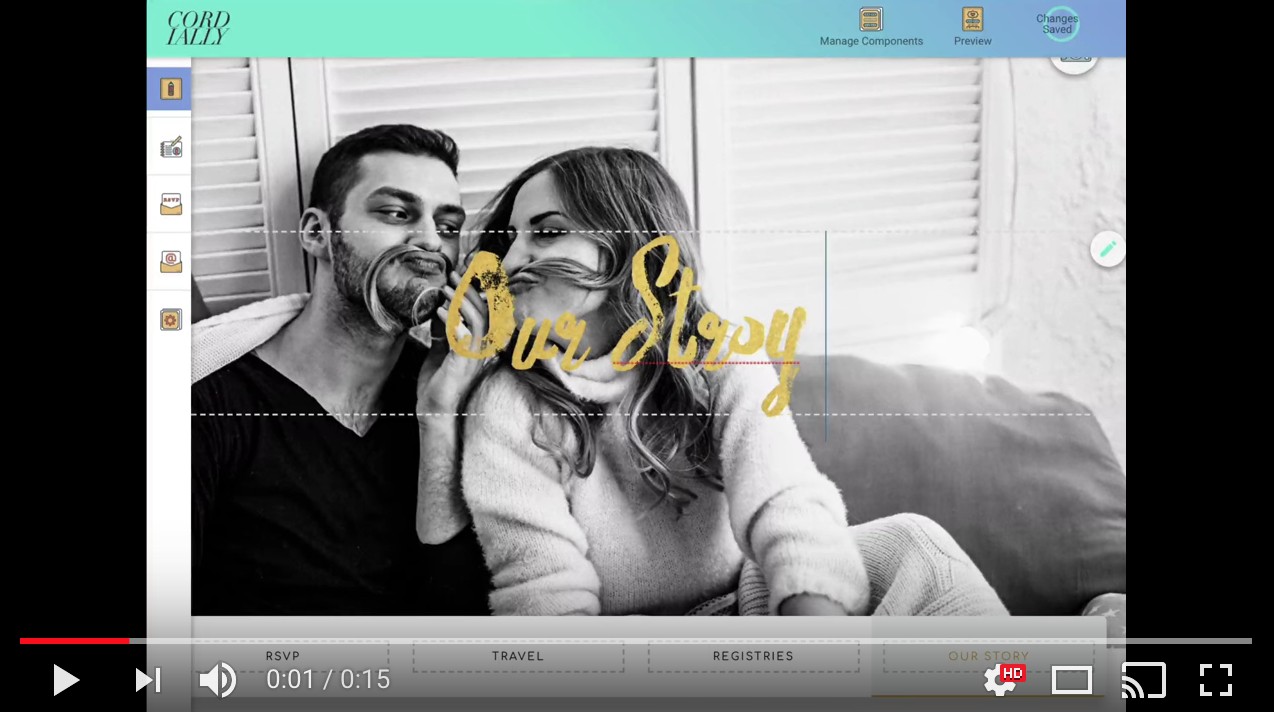 CORD
IALLY
Manage Components
Preview
Changes
Saved
RSVP
@
Our Stroy
RSVP
TRAVEL
REGISTRIES
OUR STORY
0:01 / 0:15
HD